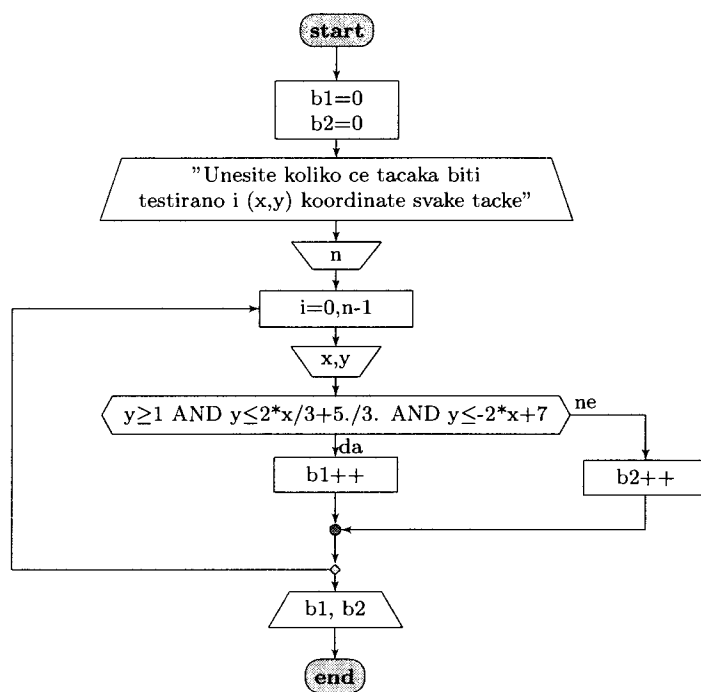 start
b1=0
b2=0
"Unesite koliko ce tacaka biti
testirano i (x,y) koordinate svake tacke"
n
i=0,n-1
x,y
y≥1 AND y≤2*x/3+5./3. AND y≤-2*x+7
ne
da
b1++
b2++
b1, b2
end